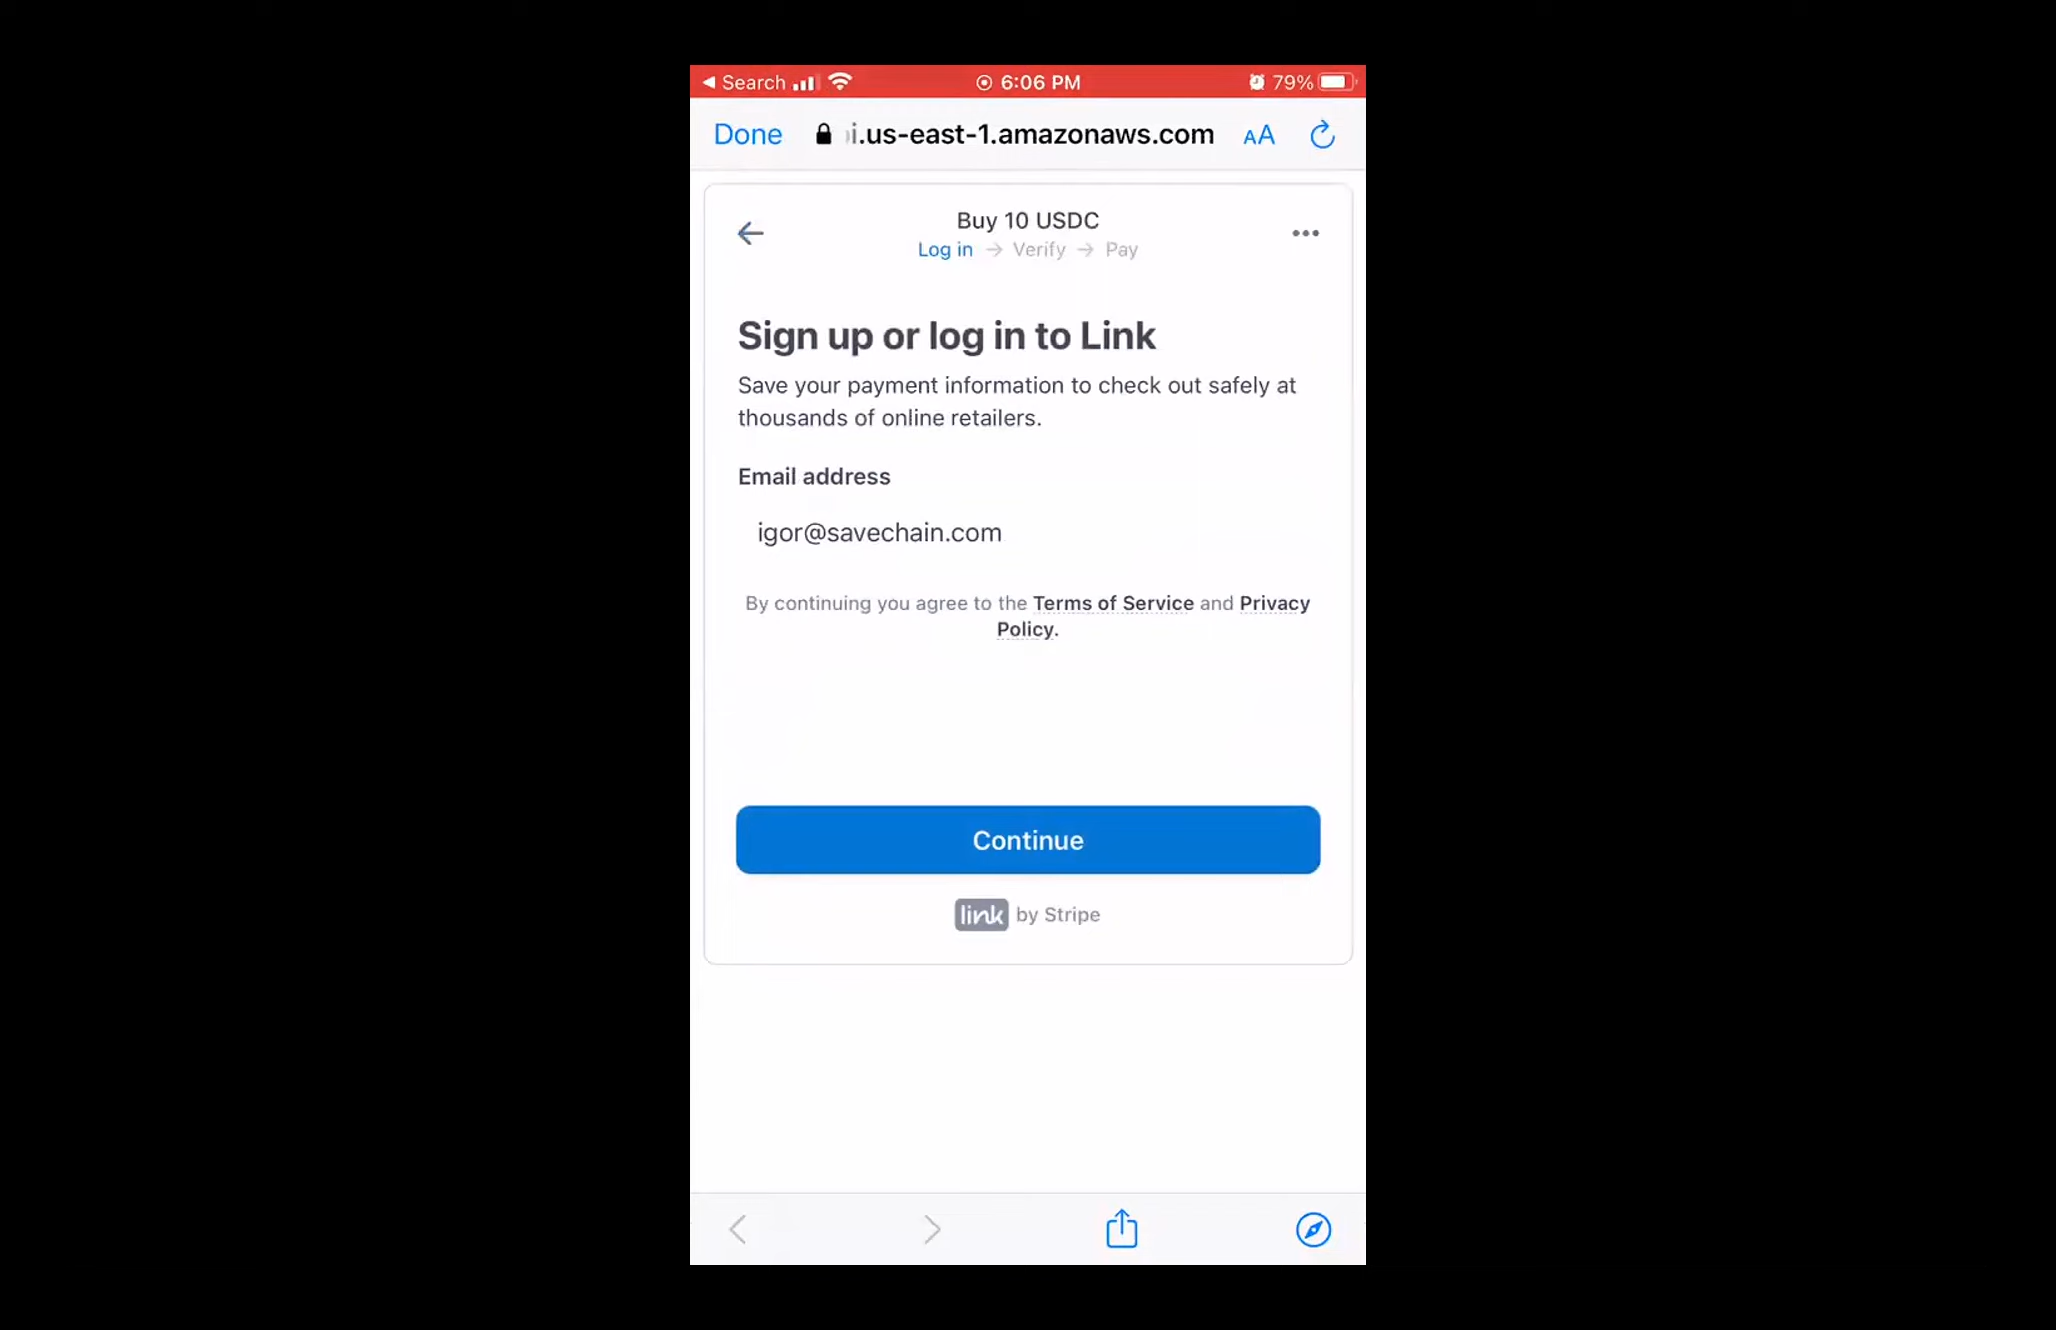 Search 6:06 PM 79%
Done i.us-east-1.amazonaws.com AA
Buy 10 USDC
Log in → Verify → Pay
Sign up or log in to Link
Save your payment information to check out safely at
thousands of online retailers.
Email address
igor@savechain.com
By continuing you agree to the Terms of Service and Privacy
Policy.
Continue
link by Stripe